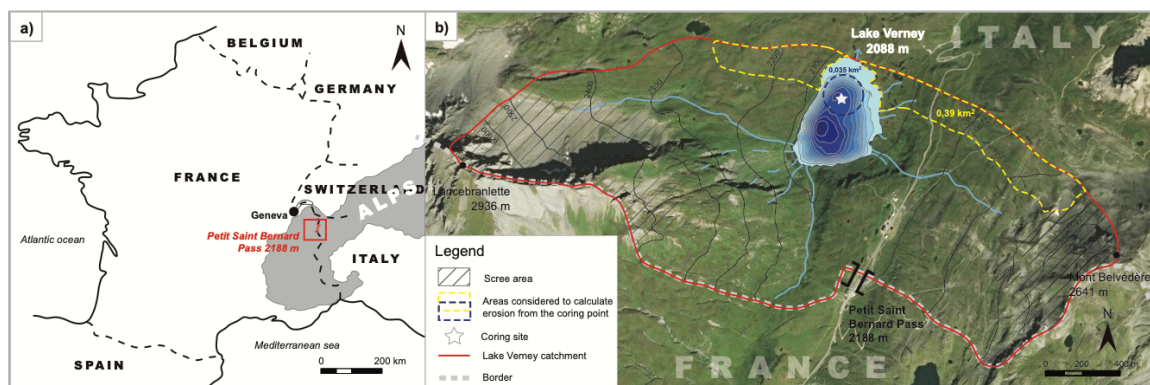 a)
N
BELGIUM
GERMANY
FRANCE
SWITZERLAND
ALPS
Geneva
Petit Saint Bernard
Pass 2188 m
Atlantic ocean
ITALY
Mediterranean sea
SPAIN
0
200 km
b)
Lake Verney
2088 m
ITALY
0,035 km²
0,39 km²
Lancebranlette
2936 m
Mont Belvédère
2641 m
Petit Saint
Bernard Pass
2188 m
FRANCE
N
0 200 400 m
Legend
Scree area
Areas considered to calculate
erosion from the coring point
Coring site
Lake Verney catchment
Border